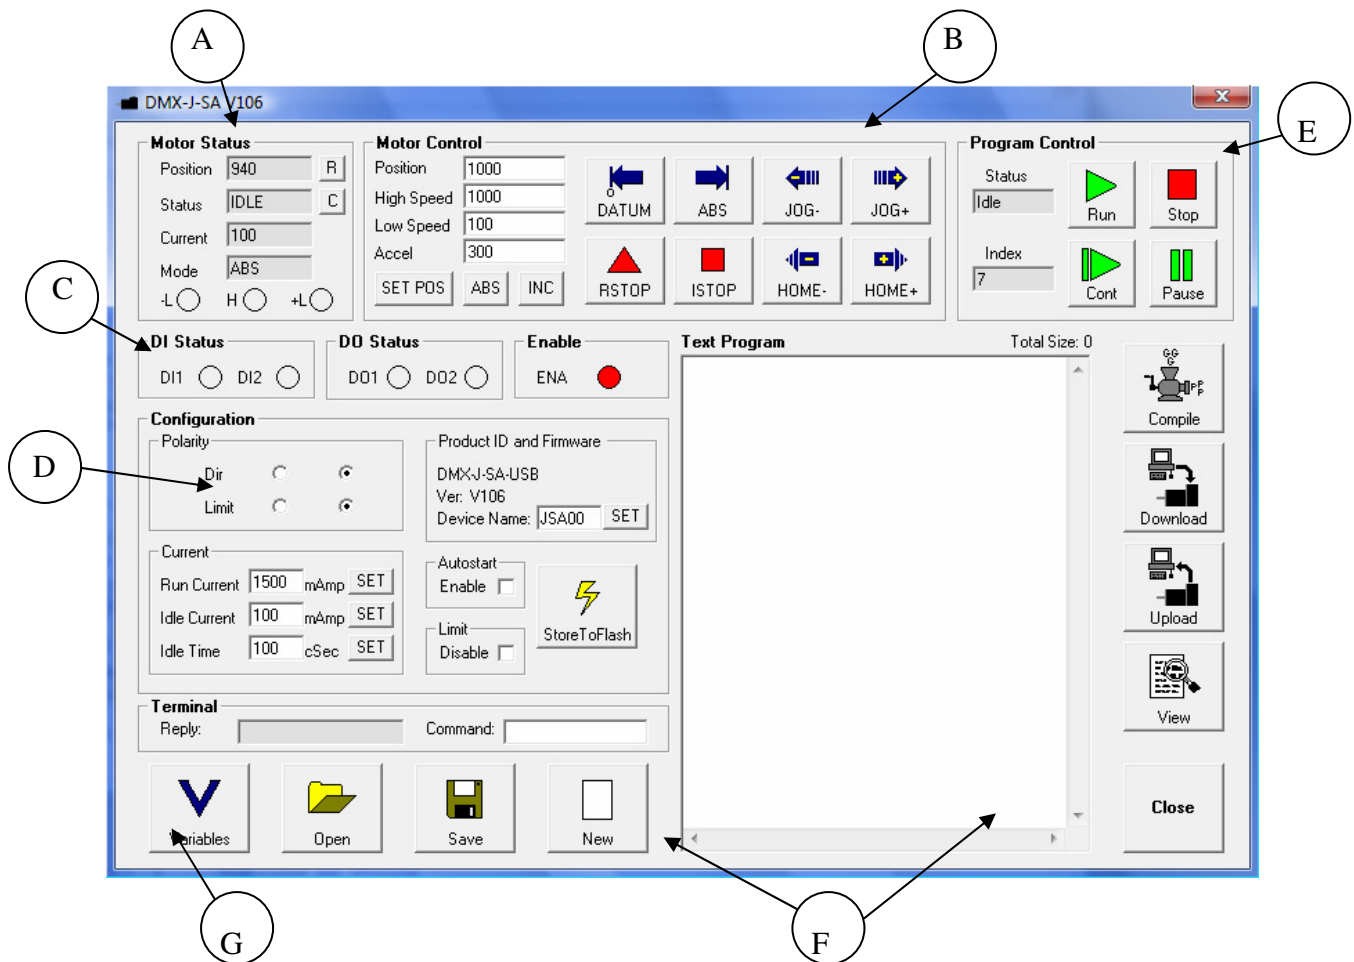 A
B
DMX-J-SA V106
E
Motor Status
Position 940 R
Status IDLE C
Current 100
Mode ABS
-L H +L
Motor Control
Position 1000
High Speed 1000
Low Speed 100
Accel 300
SET POS ABS INC
DATUM ABS JOG- JOG+
RSTOP ISTOP HOME- HOME+
Program Control
Status
Idle
Run Stop
Index
7
Cont Pause
C
DI Status
DI1 DI2
DO Status
DO1 DO2
Enable
ENA
Text Program Total Size: 0
Configuration
Polarity
Dir
Limit
D
Product ID and Firmware
DMX-J-SA-USB
Ver: V106
Device Name: JSA00 SET
Current
Run Current 1500 mAmp SET
Idle Current 100 mAmp SET
Idle Time 100 cSec SET
Autostart
Enable
Limit
Disable
StoreToFlash
GG
G
P P
P
Compile
Download
Upload
View
Terminal
Reply: Command:
Variables Open Save New
Close
G
F